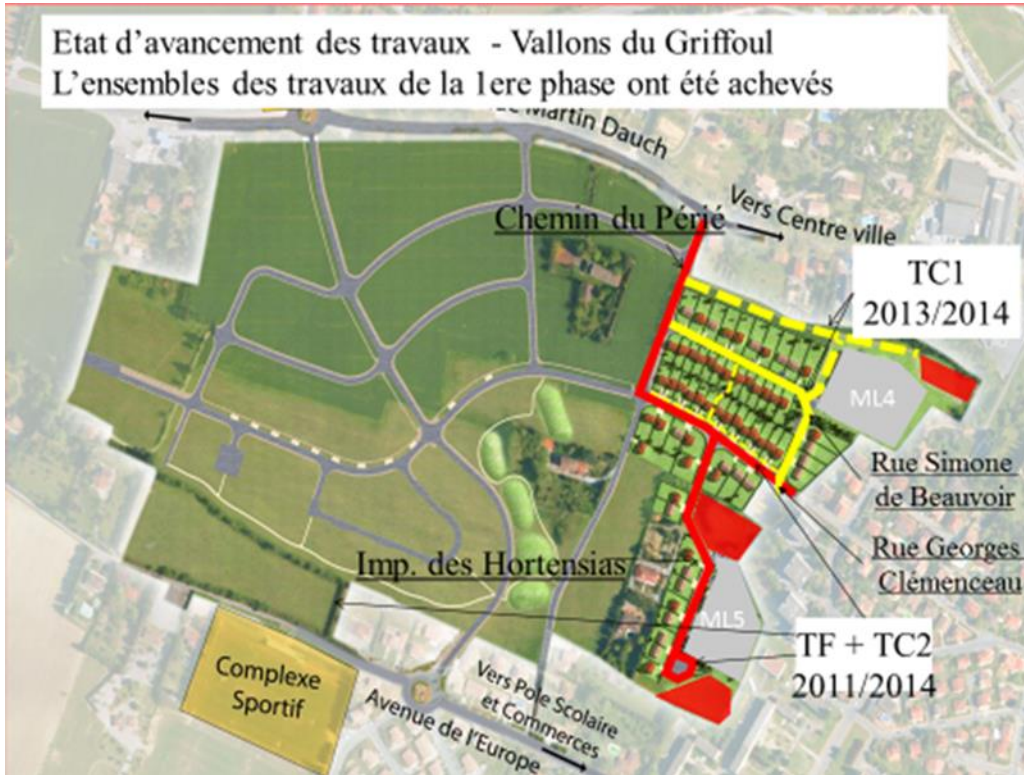 Etat d'avancement des travaux - Vallons du Griffoul
L'ensembles des travaux de la 1ere phase ont été achevés
Martin Dauch
Chemin du Périé
Vers Centre ville
TC1
2013/2014
ML4
Rue Simone
de Beauvoir
Rue Georges
Clémenceau
Imp. des Hortensias
ML5
TF + TC2
2011/2014
Complexe
Sportif
Vers Pole Scolaire
et Commerces
Avenue de l'Europe